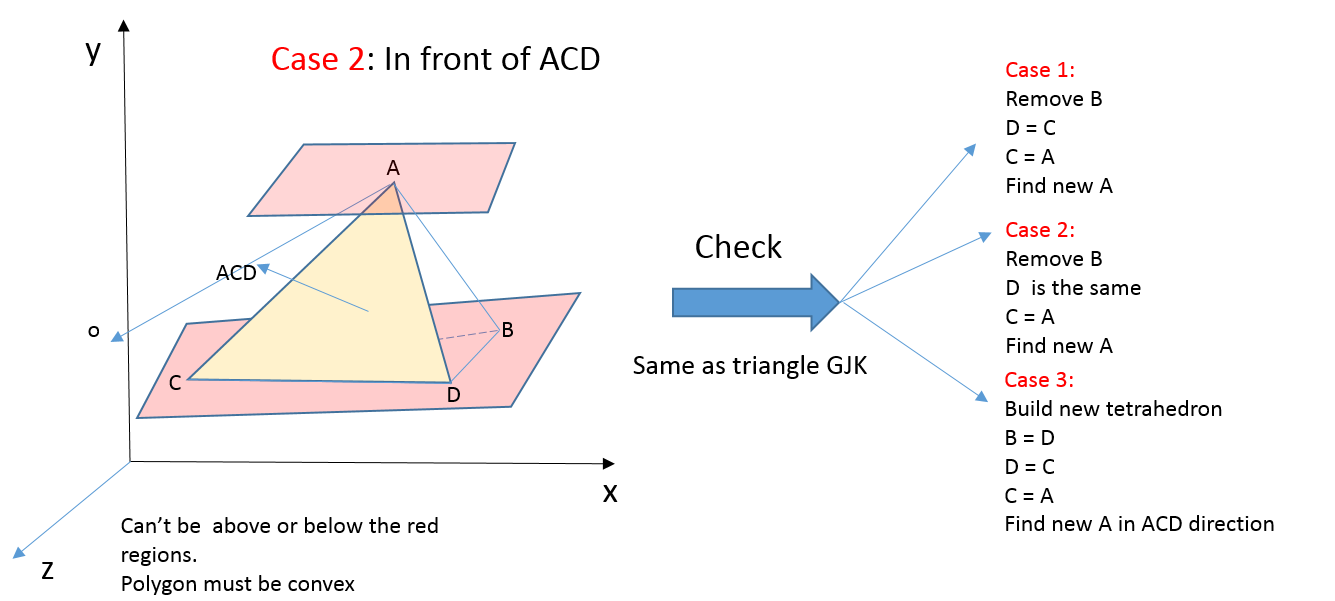 y
Case 2: In front of ACD
A
ACD
o
B
C
D
x
z
Can’t be above or below the red
regions.
Polygon must be convex
Check
Same as triangle GJK
Case 1:
Remove B
D = C
C = A
Find new A
Case 2:
Remove B
D is the same
C = A
Find new A
Case 3:
Build new tetrahedron
B = D
D = C
C = A
Find new A in ACD direction